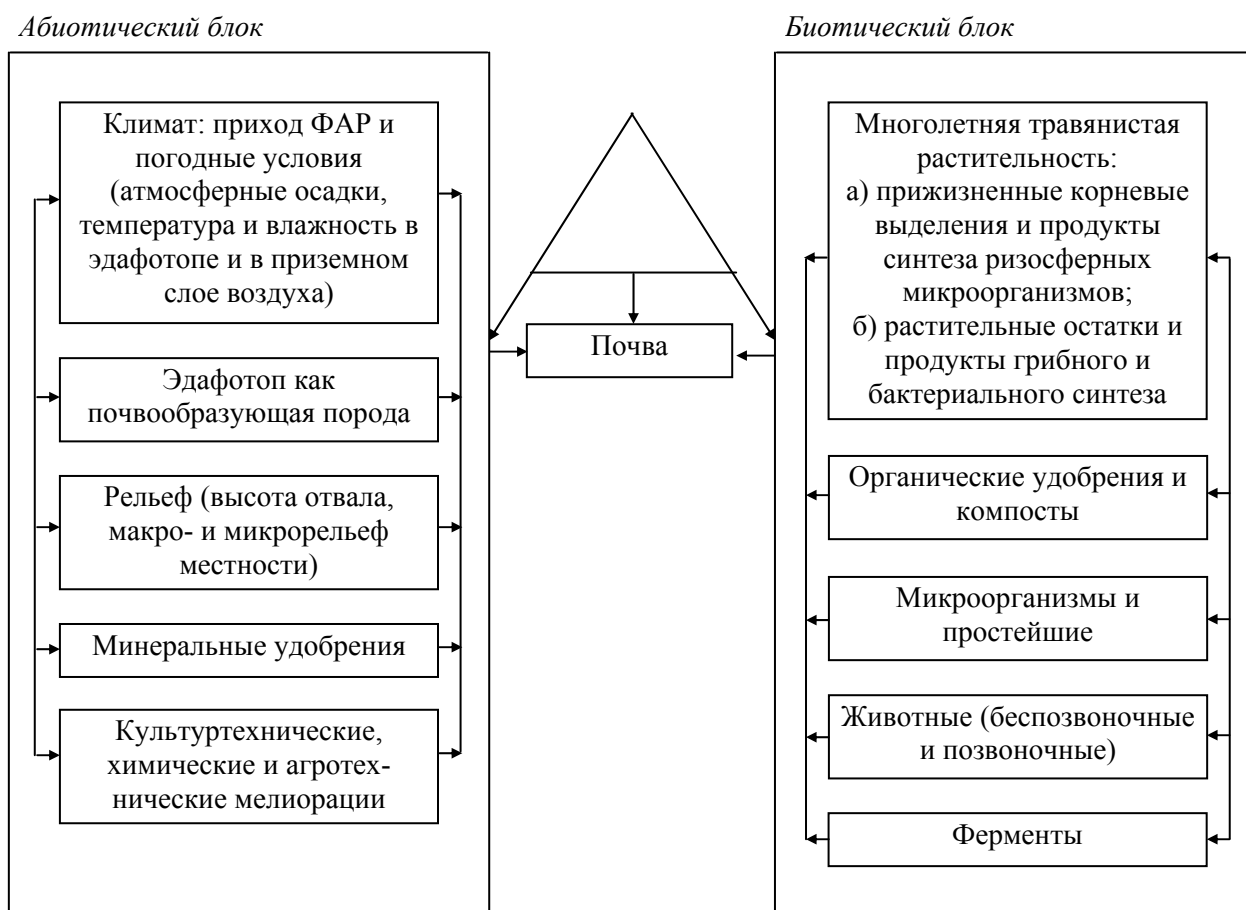 Абиотический блок
Климат: приход ФАР и
погодные условия
(атмосферные осадки,
температура и влажность в
эдафотопе и в приземном
слое воздуха)
Эдафотоп как
почвообразующая порода
Рельеф (высота отвала,
макро- и микрорельеф
местности)
Минеральные удобрения
Культуртехнические,
химические и агротех-
нические мелиорации
Почва
Биотический блок
Многолетняя травянистая
растительность:
а) прижизненные корневые
выделения и продукты
синтеза ризосферных
микроорганизмов;
б) растительные остатки и
продукты грибного и
бактериального синтеза
Органические удобрения и
компосты
Микроорганизмы и
простейшие
Животные (беспозвоночные
и позвоночные)
Ферменты